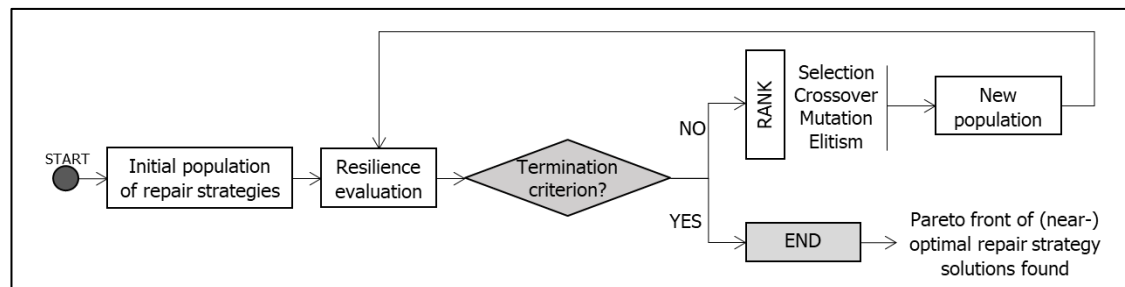 START
Initial population
of repair strategies
Resilience
evaluation
Termination
criterion?
NO
RANK
Selection
Crossover
Mutation
Elitism
New
population
YES
END
Pareto front of (near-)
optimal repair strategy
solutions found